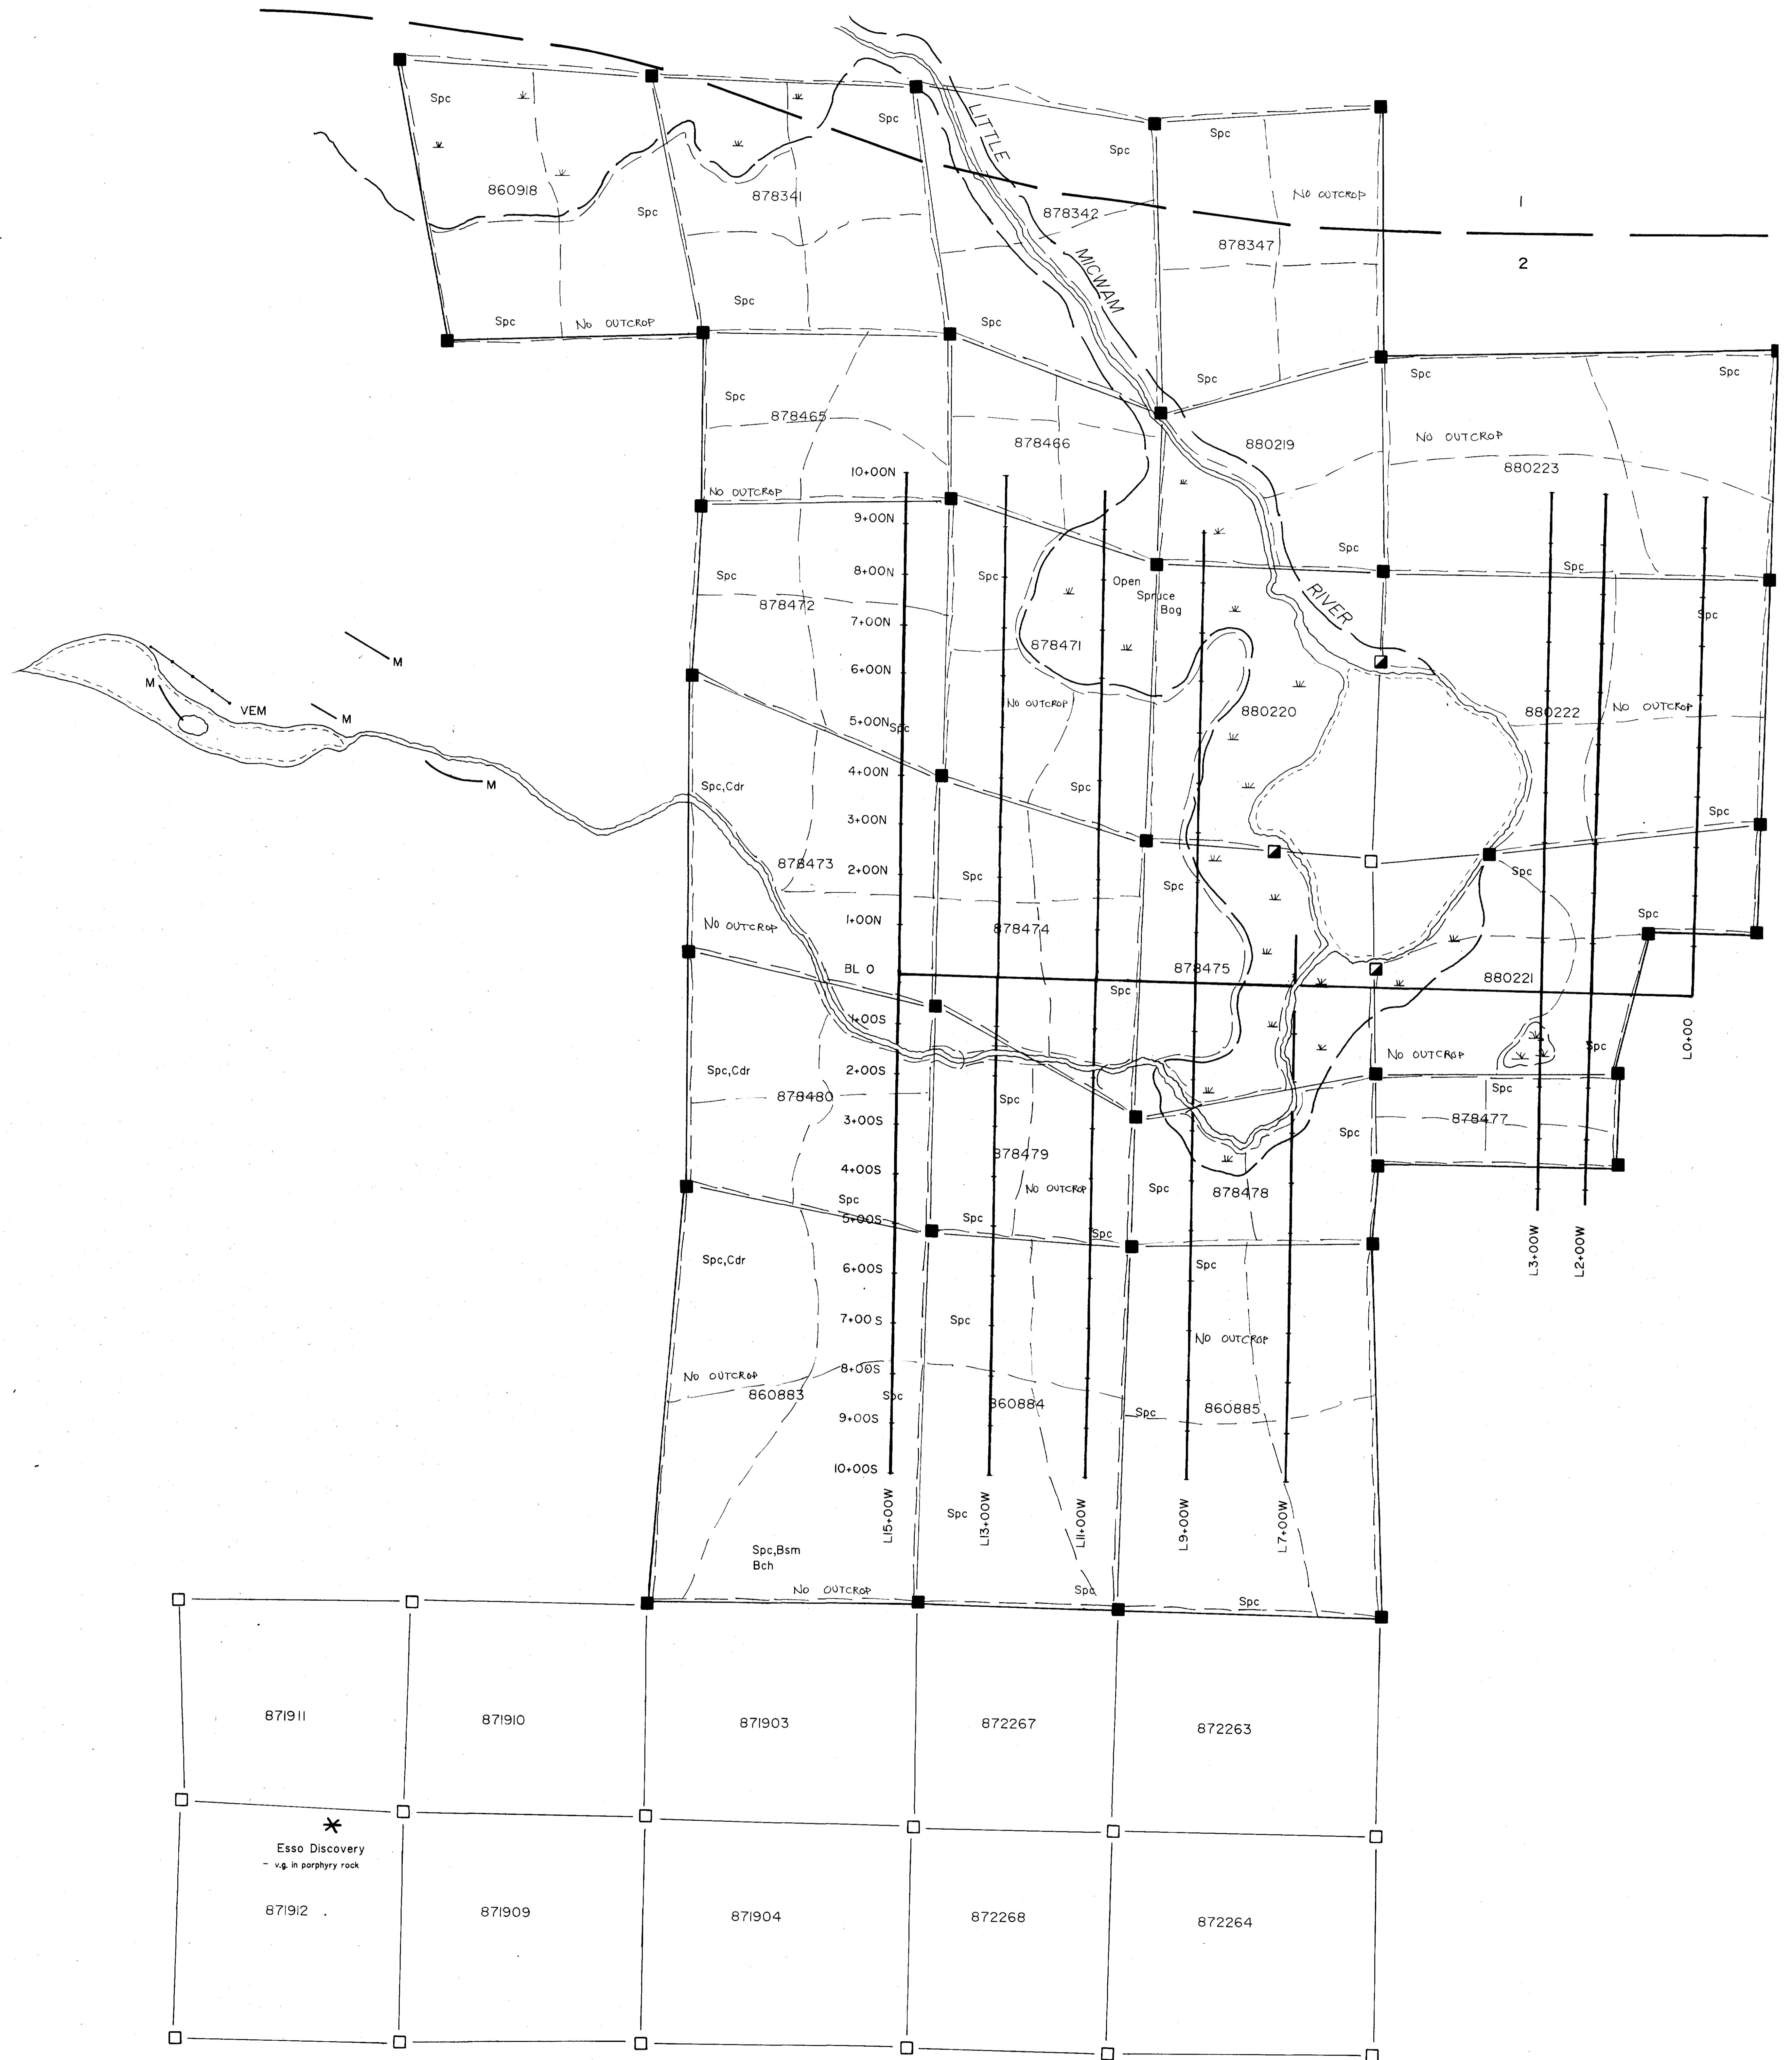 Spc
Spc
Spc
Spc
LITTLE
860918
878341
878342
NO OUTCROP
1
Spc
MICWAM
878347
2
Spc
Spc
NO OUTCROP
Spc
Spc
Spc
Spc
Spc
878465
878466
880219
NO OUTCROP
880223
Spc
10+00N
NO OUTCROP
9+00N
Spc
8+00N
Spc
Open
Spruce
Bog
Spc
Spc
878472
7+00N
RIVER
Spc
878471
M
6+00N
M
VEM
M
5+00N
Spc
NO OUTCROP
880220
880222
NO OUTCROP
M
Spc,Cdr
4+00N
Spc
3+00N
Spc
878473
2+00N
Spc
Spc
Spc
NO OUTCROP
1+00N
878474
Spc
BL 0
878475
Spc
880221
1+00S
L0+00
Spc,Cdr
2+00S
NO OUTCROP
Spc
878480
Spc
Spc
3+00S
878477
878479
Spc
4+00S
NO OUTCROP
Spc
878478
Spc
5+00S
Spc
Spc
Spc,Cdr
6+00S
Spc
L3+00W
L2+00W
7+00S
Spc
NO OUTCROP
8+00S
NO OUTCROP
860883
Spc
860884
Spc
860885
9+00S
10+00S
L15+00W
L13+00W
L11+00W
L9+00W
L7+00W
Spc
Spc,Bsm
Bch
NO OUTCROP
Spc
Spc
871911
871910
871903
872267
872263
Esso Discovery
- v.g. in porphyry rock
871912
871909
871904
872268
872264